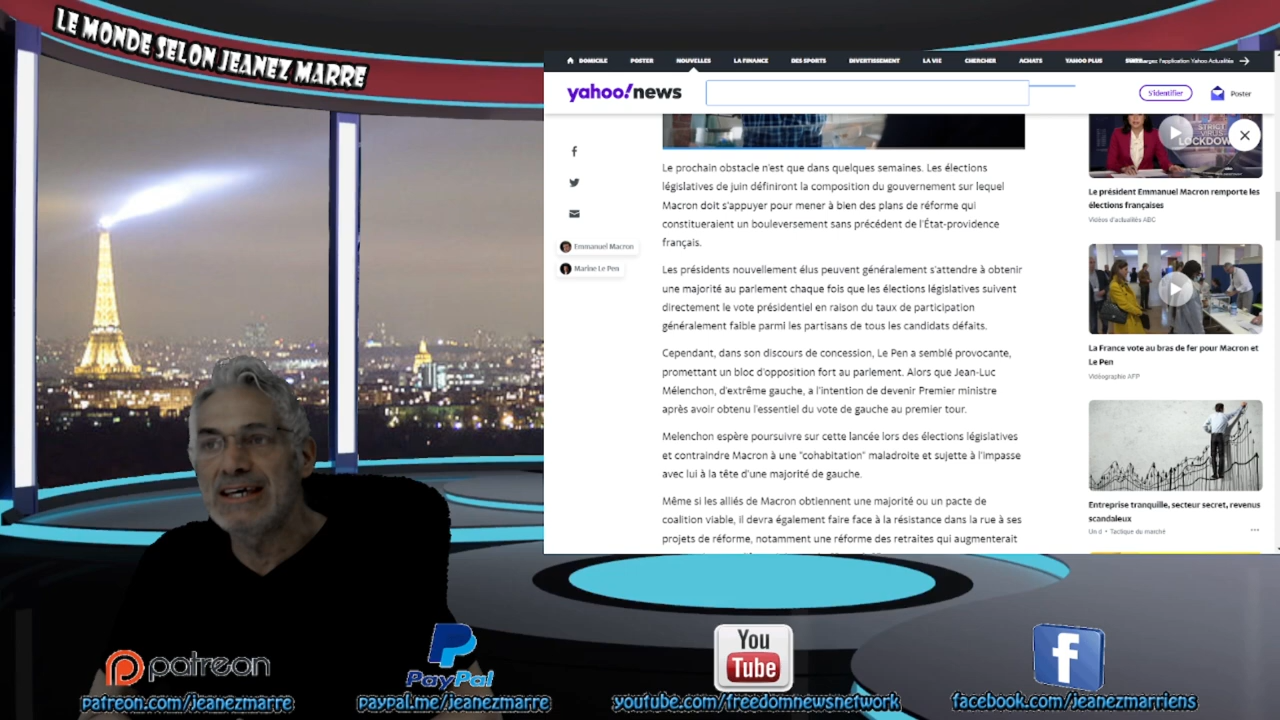 LE MONDE SELON JEANEZ MARRE
DOMICILE POSTER NOUVELLES LA FINANCE DES SPORTS DIVERTISSEMENT LA VIE CHERCHER ACHATS YAHOO PLUS l'application Yahoo Actualités
yahoo!news
S'identifier
Poster
STRICT
VIRUS
LOCKDOWN
Emmanuel Macron
Marine Le Pen
Le prochain obstacle n'est que dans quelques semaines. Les élections
législatives de juin définiront la composition du gouvernement sur lequel
Macron doit s'appuyer pour mener à bien des plans de réforme qui
constitueraient un bouleversement sans précédent de l'État-providence
français.
Les présidents nouvellement élus peuvent généralement s'attendre à obtenir
une majorité au parlement chaque fois que les élections législatives suivent
directement le vote présidentiel en raison du taux de participation
généralement faible parmi les partisans de tous les candidats défaits.
Cependant, dans son discours de concession, Le Pen a semblé provocante,
promettant un bloc d'opposition fort au parlement. Alors que Jean-Luc
Mélenchon, d'extrême gauche, a l'intention de devenir Premier ministre
après avoir obtenu l'essentiel du vote de gauche au premier tour.
Melenchon espère poursuivre sur cette lancée lors des élections législatives
et contraindre Macron à une "cohabitation" maladroite et sujette à l'impasse
avec lui à la tête d'une majorité de gauche.
Même si les alliés de Macron obtiennent une majorité ou un pacte de
coalition viable, il devra également faire face à la résistance dans la rue à ses
projets de réforme, notamment une réforme des retraites qui augmenterait
Le président Emmanuel Macron remporte les
élections françaises
Vidéos d'actualités ABC
La France vote au bras de fer pour Macron et
Le Pen
Vidéographie AFP
Entreprise tranquille, secteur secret, revenus
scandaleux
Un d • Tactique du marché
patreon
patreon.com/jeanezmarre
PayPal
paypal.me/jeanezmarre
You
Tube
youtube.com/freedomnewsnetwork
f
facebook.com/jeanezmarriens